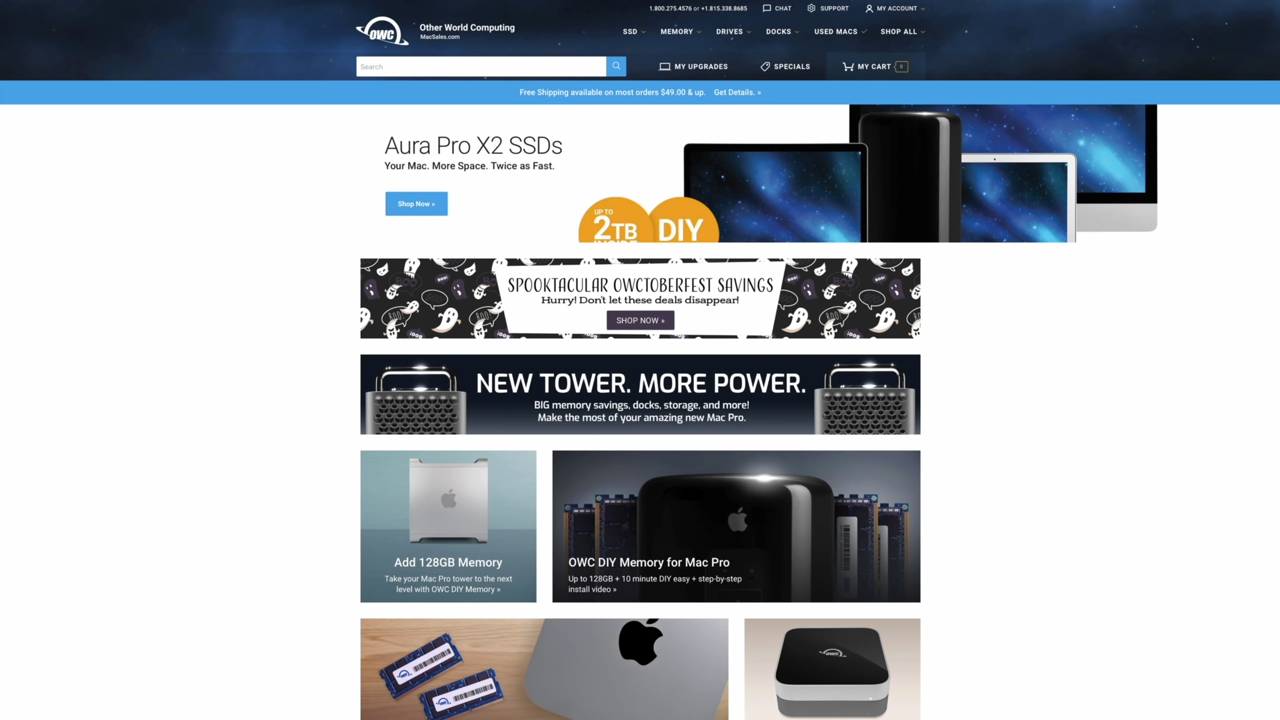 1.800.275.4576 or +1.815.338.8685
CHAT
SUPPORT
MY ACCOUNT
OWC
Other World Computing
MacSales.com
SSD
MEMORY
DRIVES
DOCKS
USED MACS
SHOP ALL
Search
MY UPGRADES
SPECIALS
MY CART
0
Free Shipping available on most orders $49.00 & up. Get Details. »
Aura Pro X2 SSDs
Your Mac. More Space. Twice as Fast.
Shop Now »
UP TO
2TB
DIY
SPOOKTACULAR OWCTOBERFEST SAVINGS
Hurry! Don't let these deals disappear!
SHOP NOW »
NEW TOWER. MORE POWER.
BIG memory savings, docks, storage, and more!
Make the most of your amazing new Mac Pro.
Add 128GB Memory
Take your Mac Pro tower to the next
level with OWC DIY Memory »
OWC DIY Memory for Mac Pro
Up to 128GB + 10 minute DIY easy + step-by-step
install video »
OWC